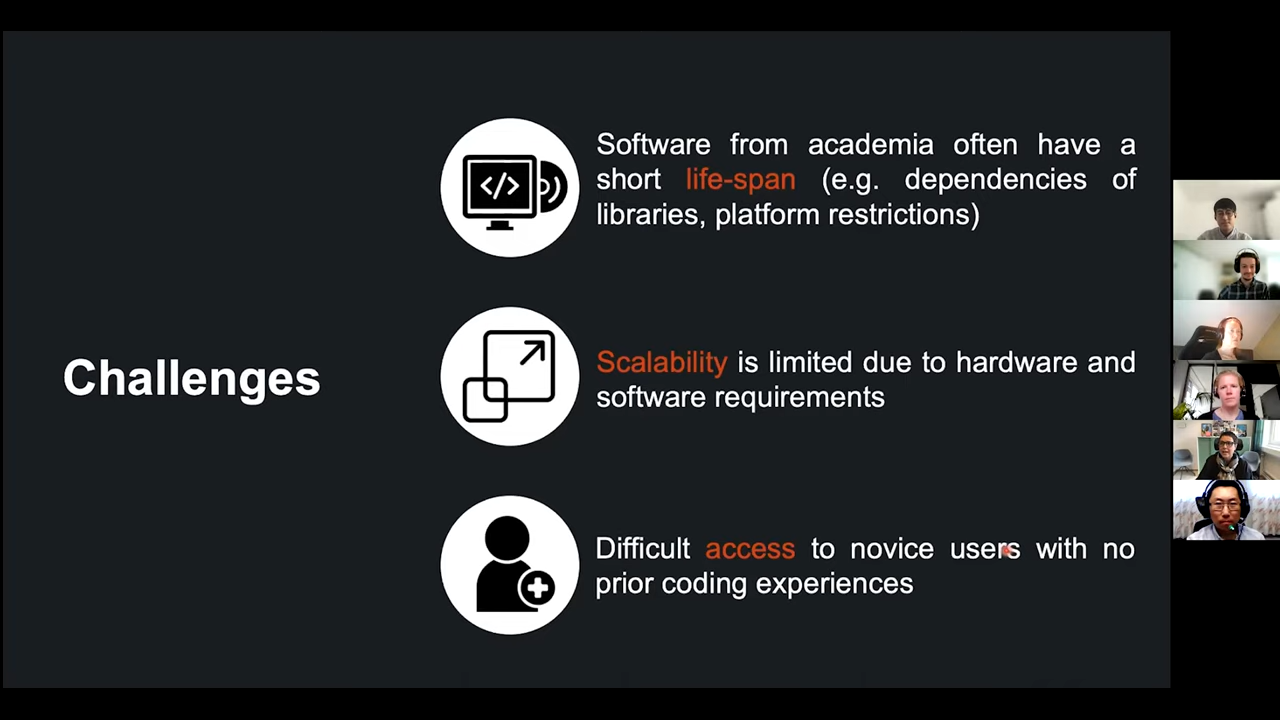 Challenges
Software from academia often have a
short life-span (e.g. dependencies of
libraries, platform restrictions)
Scalability is limited due to hardware and
software requirements
Difficult access to novice users with no
prior coding experiences